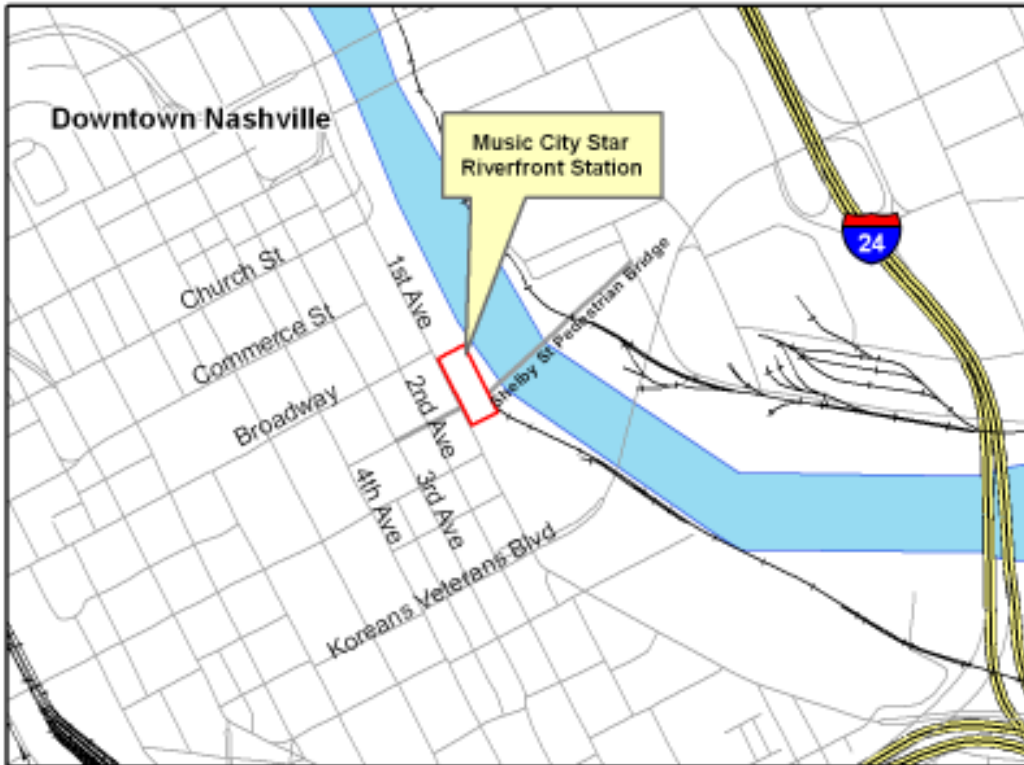 Downtown Nashville
Music City Star
Riverfront Station
24
Church St
1st Ave
Shelby St Pedestrian Bridge
Commerce St
Broadway
2nd Ave
4th Ave
3rd Ave
Koreans Veterans Blvd